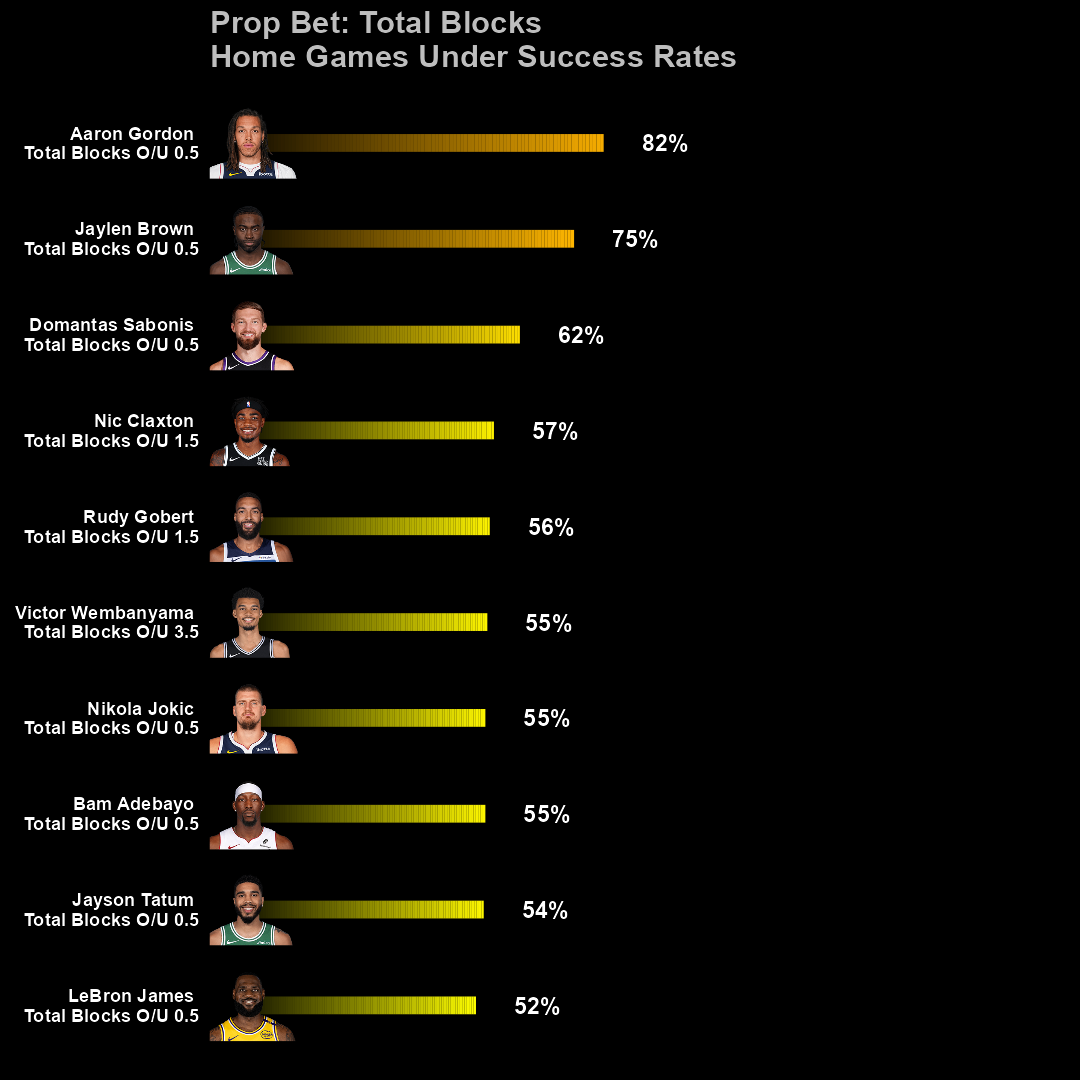 Prop Bet: Total Blocks
Home Games Under Success Rates
Aaron Gordon
Total Blocks O/U 0.5
82%
Jaylen Brown
Total Blocks O/U 0.5
75%
Domantas Sabonis
Total Blocks O/U 0.5
62%
Nic Claxton
Total Blocks O/U 1.5
57%
Rudy Gobert
Total Blocks O/U 1.5
56%
Victor Wembanyama
Total Blocks O/U 3.5
55%
Nikola Jokic
Total Blocks O/U 0.5
55%
Bam Adebayo
Total Blocks O/U 0.5
55%
Jayson Tatum
Total Blocks O/U 0.5
54%
LeBron James
Total Blocks O/U 0.5
52%